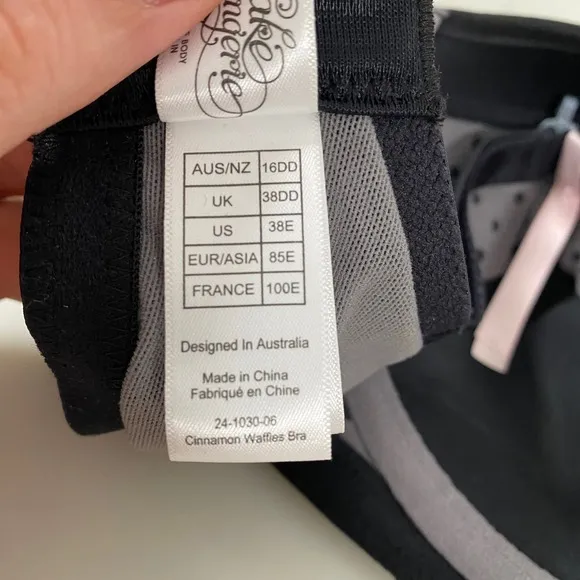 BODY
AUS/NZ 16DD
UK 38DD
US 38E
EUR/ASIA 85E
FRANCE 100E
Designed In Australia
Made in China
Fabriqué en Chine
24-1030-06
Cinnamon Waffles Bra